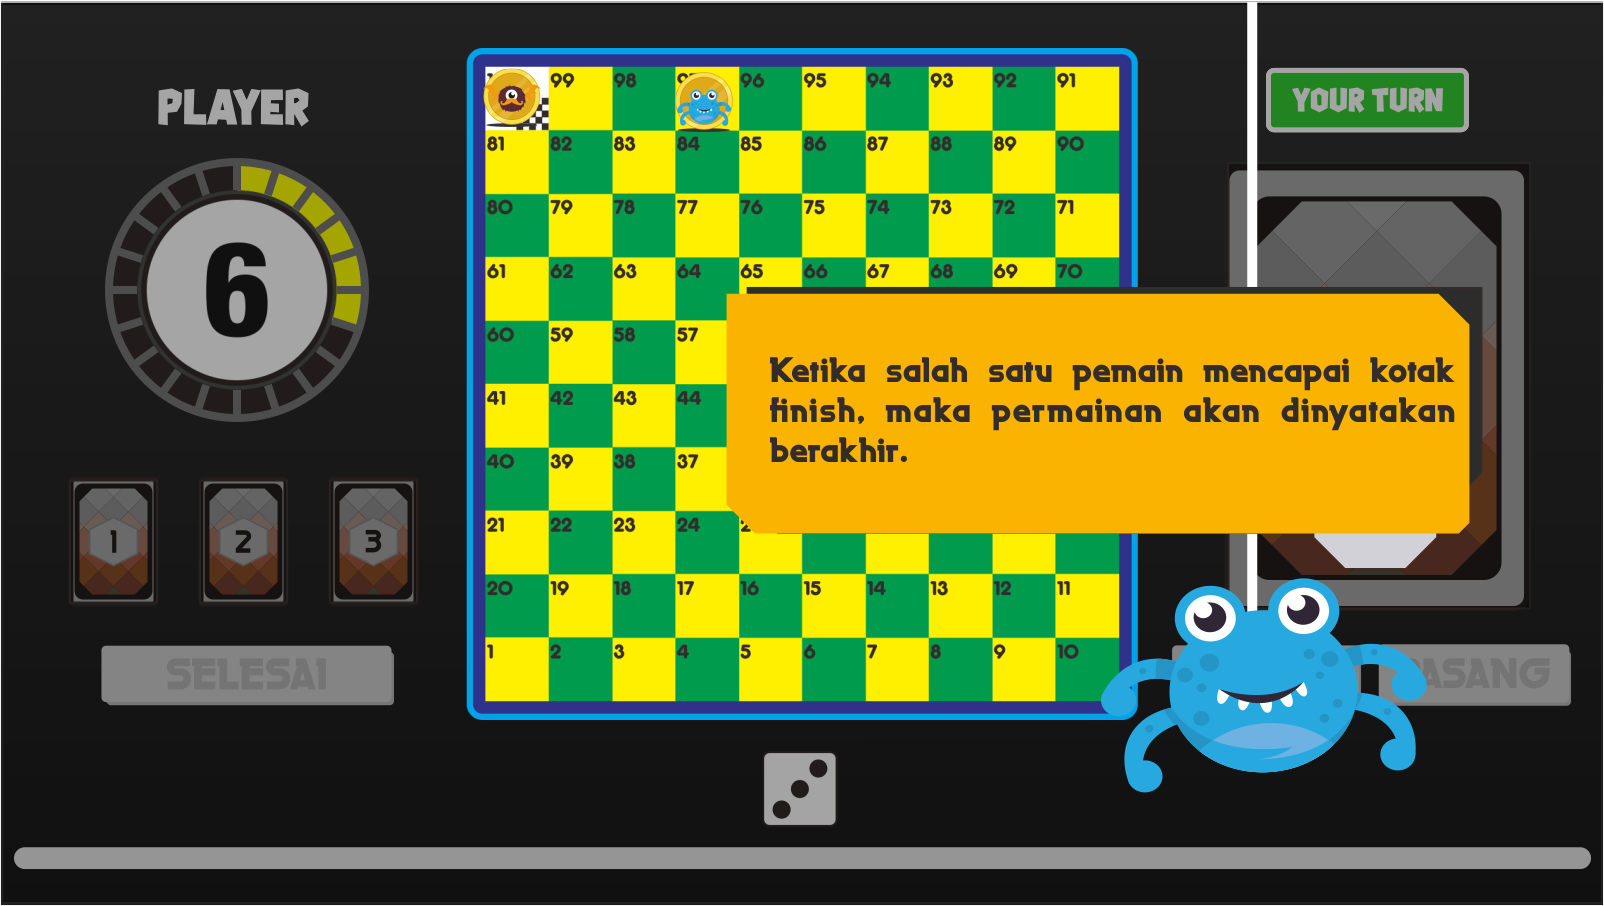 PLAYER
YOUR TURN
6
99 98 96 95 94 93 92 91
81 82 83 84 85 86 87 88 89 90
80 79 78 77 76 75 74 73 72 71
61 62 63 64 65 66 67 68 69 70
60 59 58 57
41 42 43 44
40 39 38 37
21 22 23 24
20 19 18 17 16 15 14 13 12 11
1 2 3 4 5 6 7 8 9 10
Ketika salah satu pemain mencapai kotak
finish, maka permainan akan dinyatakan
berakhir.
1 2 3
SELESAI
ASANG